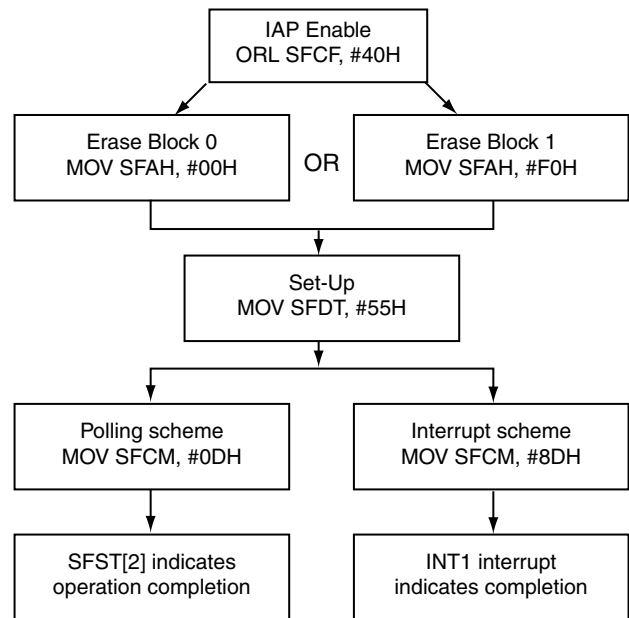 IAP Enable
ORL SFCF, #40H
Erase Block 0
MOV SFAH, #00H
OR
Erase Block 1
MOV SFAH, #F0H
Set-Up
MOV SFDT, #55H
Polling scheme
MOV SFCM, #0DH
Interrupt scheme
MOV SFCM, #8DH
SFST[2] indicates
operation completion
INT1 interrupt
indicates completion